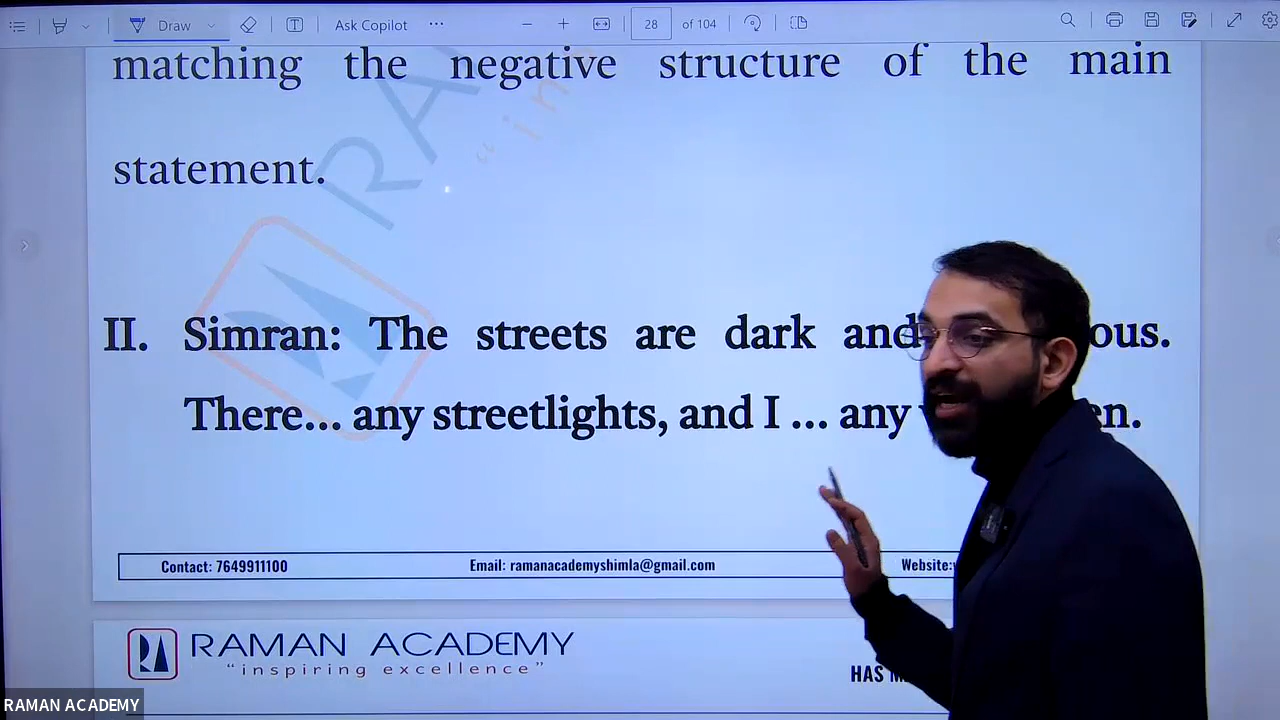 Draw
Ask Copilot
28 of 104
matching the negative structure of the main
statement.
II. Simran: The streets are dark and ous.
There... any streetlights, and I ... any en.
Contact: 7649911100 Email: ramanacademyshimla@gmail.com Website:
RAMAN ACADEMY
"inspiring excellence"
HAS
RAMAN ACADEMY